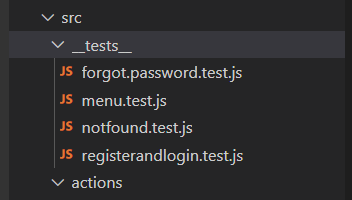 src
__tests__
JS forgot.password.test.js
JS menu.test.js
JS notfound.test.js
JS registerandlogin.test.js
actions